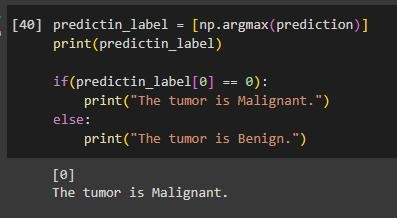 [40] predictin_label = [np.argmax(prediction)]
print(predictin_label)
if(predictin_label[0] == 0):
print("The tumor is Malignant.")
else:
print("The tumor is Benign.")
[0]
The tumor is Malignant.